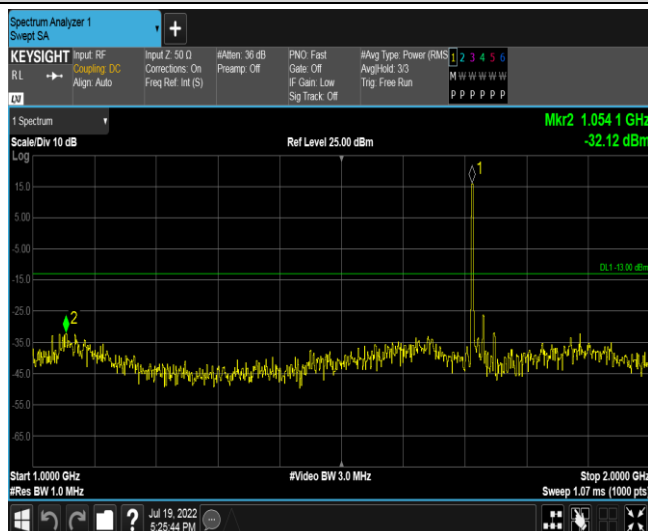 Spectrum Analyzer 1
Swept SA
+
KEYSIGHT
RL
LXI
Input: RF
Coupling: DC
Align: Auto
Input Z: 50 Ω
Corrections: On
Freq Ref: Int (S)
#Atten: 36 dB
Preamp: Off
PNO: Fast
Gate: Off
IF Gain: Low
Sig Track: Off
#Avg Type: Power (RMS
Avg|Hold: 3/3
Trig: Free Run
1 2 3 4 5 6
M W W W W W
P P P P P P
1 Spectrum
Scale/Div 10 dB
Ref Level 25.00 dBm
Mkr2 1.054 1 GHz
-32.12 dBm
Log
1
15.0
5.00
-5.00
DL1 -13.00 dBm
-15.0
-25.0
2
-35.0
-45.0
-55.0
-65.0
Start 1.0000 GHz
#Video BW 3.0 MHz
Stop 2.0000 GHz
#Res BW 1.0 MHz
Sweep 1.07 ms (1000 pts)
?
Jul 19, 2022
5:25:44 PM